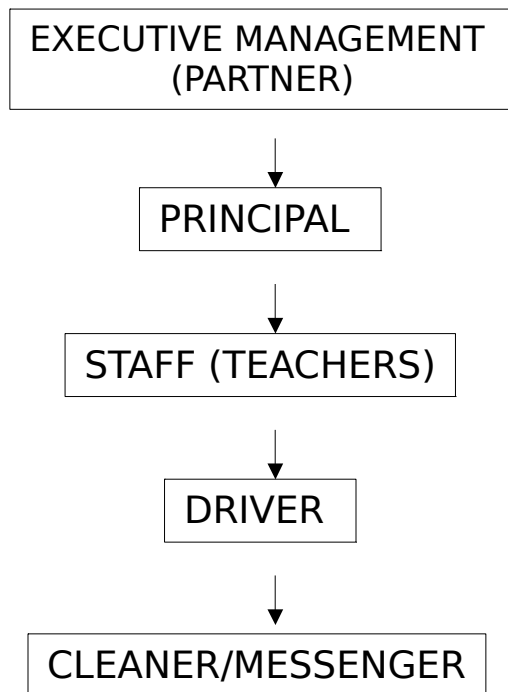 EXECUTIVE MANAGEMENT
(PARTNER)
PRINCIPAL
STAFF (TEACHERS)
DRIVER
CLEANER/MESSENGER